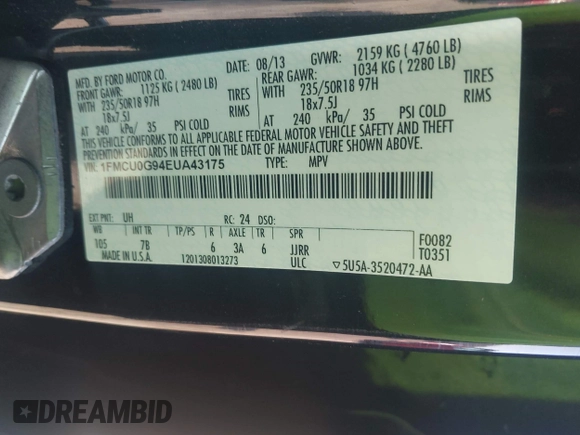 MFD. BY FORD MOTOR CO.
DATE: 08/13 GVWR: 2159 KG ( 4760 LB)
FRONT GAWR: 1125 KG ( 2480 LB) REAR GAWR: 1034 KG ( 2280 LB)
WITH 235/50R18 97H TIRES WITH 235/50R18 97H TIRES
18x7.5J RIMS 18x7.5J RIMS
AT 240 kPa/ 35 PSI COLD AT 240 kPa/ 35 PSI COLD
THIS VEHICLE CONFORMS TO ALL APPLICABLE FEDERAL MOTOR VEHICLE SAFETY AND THEFT
PREVENTION STANDARDS IN EFFECT ON THE DATE OF MANUFACTURE SHOWN ABOVE.
VIN: 1FMCU0G94EUA43175 TYPE: MPV
EXT PNT: UH RC: 24 DSO:
WB INT TR TP/PS R AXLE TR SPR F0082
105 7B 6 3A 6 JJRR T0351
MADE IN U.S.A. 1201308013273 ULC ▽5U5A-3520472-AA
DREAMBID